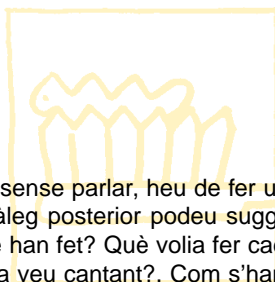 sense parlar, heu de fer u
àleg posterior podeu sugg
han fet? Què volia fer cad
a veu cantant?. Com s'han